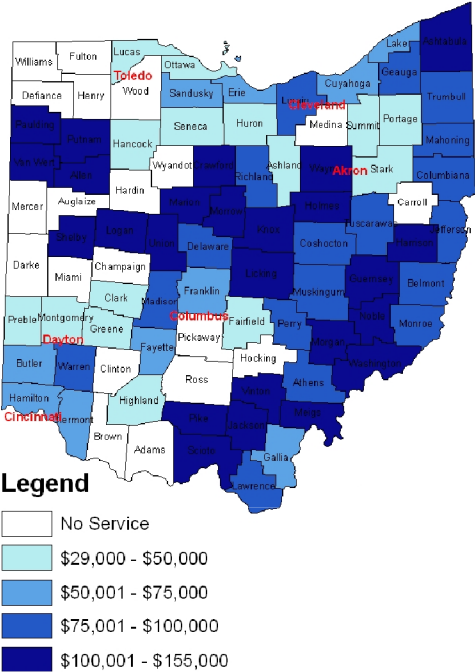 Ashtabula
Lake
Lucas
Fulton
Williams
Ottawa
Geauga
Toledo
Wood
Cuyahoga
Defiance
Henry
Sandusky
Erie
Lorain
Cleveland
Trumbull
Portage
Summit
Medina
Huron
Seneca
Paulding
Putnam
Hancock
Mahoning
Van Wert
Allen
Wyandot
Crawford
Richland
Ashland
Wayne
Akron
Stark
Columbiana
Hardin
Mercer
Auglaize
Marion
Morrow
Holmes
Carroll
Tuscarawas
Jefferson
Shelby
Logan
Union
Delaware
Knox
Coshocton
Harrison
Darke
Champaign
Miami
Licking
Guernsey
Belmont
Franklin
Muskingum
Clark
Madison
Preble
Montgomery
Greene
Columbus
Fairfield
Perry
Noble
Monroe
Pickaway
Dayton
Fayette
Morgan
Hocking
Washington
Butler
Warren
Clinton
Ross
Athens
Hamilton
Highland
Vinton
Meigs
Cincinnati
Clermont
Pike
Jackson
Brown
Adams
Scioto
Gallia
Lawrence
Legend
No Service
$29,000 - $50,000
$50,001 - $75,000
$75,001 - $100,000
$100,001 - $155,000